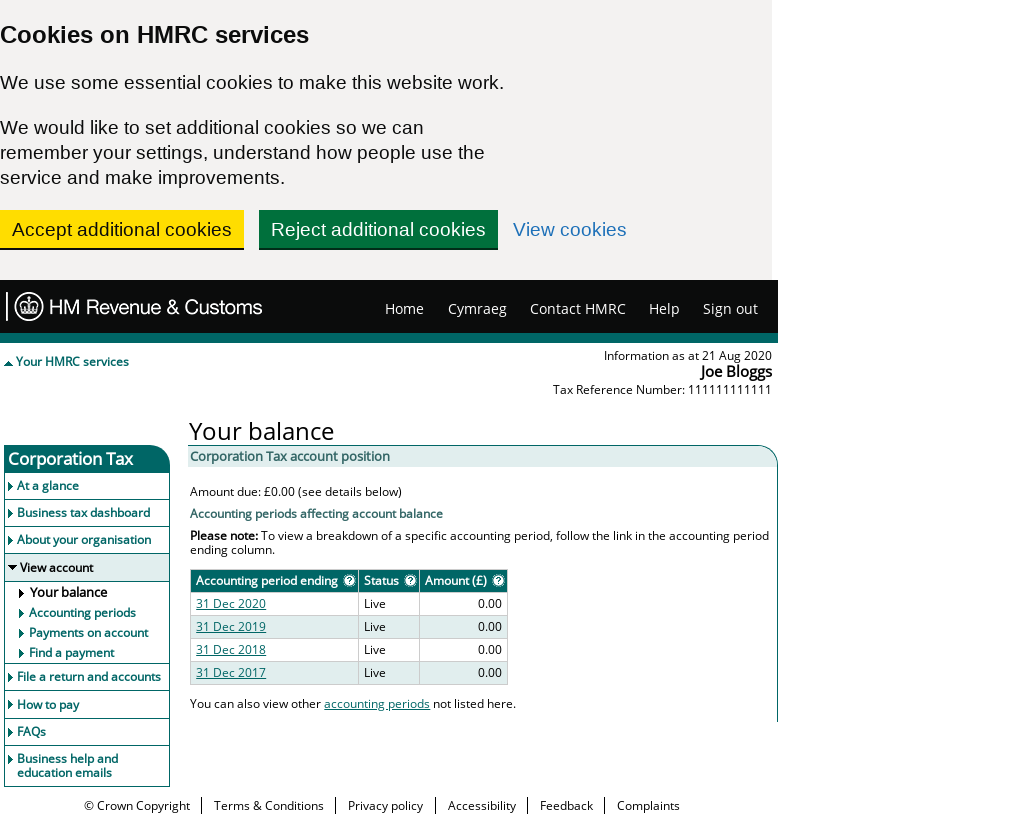 Cookies on HMRC services
We use some essential cookies to make this website work.
We would like to set additional cookies so we can
remember your settings, understand how people use the
service and make improvements.
Accept additional cookies Reject additional cookies View cookies
HM Revenue & Customs Home Cymraeg Contact HMRC Help Sign out
Your HMRC services
Information as at 21 Aug 2020
Joe Bloggs
Tax Reference Number: 111111111111
Corporation Tax
At a glance
Business tax dashboard
About your organisation
View account
Your balance
Accounting periods
Payments on account
Find a payment
File a return and accounts
How to pay
FAQs
Business help and
education emails
Your balance
Corporation Tax account position
Amount due: £0.00 (see details below)
Accounting periods affecting account balance
Please note: To view a breakdown of a specific accounting period, follow the link in the accounting period
ending column.
Accounting period ending ? Status ? Amount (£) ?
31 Dec 2020 Live 0.00
31 Dec 2019 Live 0.00
31 Dec 2018 Live 0.00
31 Dec 2017 Live 0.00
You can also view other accounting periods not listed here.
© Crown Copyright Terms & Conditions Privacy policy Accessibility Feedback Complaints